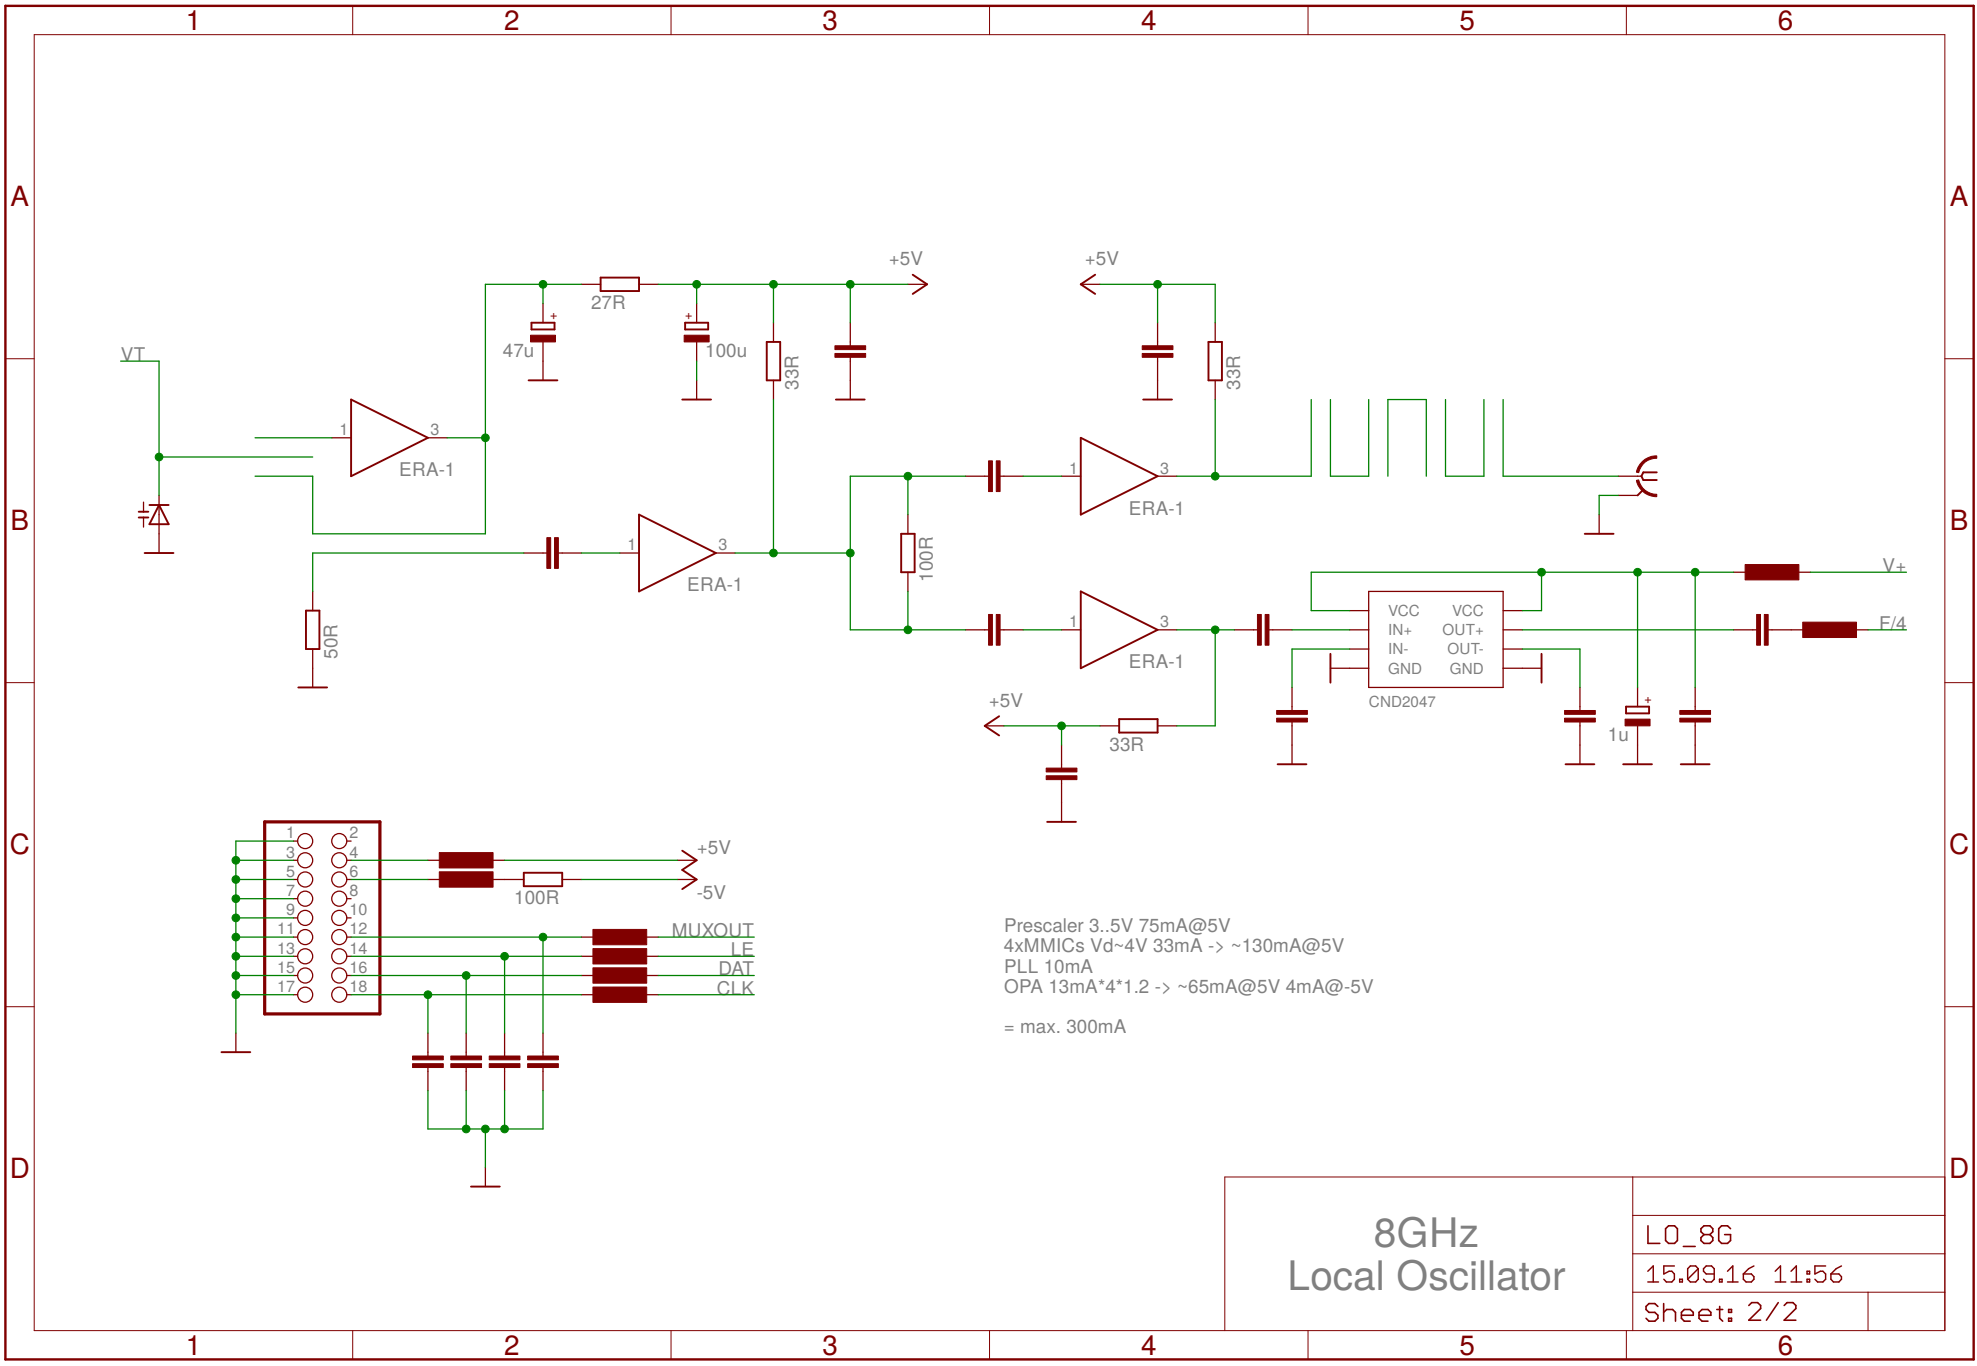 1 2 3 4 5 6
A A
+5V +5V
27R
47u 100u 33R 33R
VT
1 3
ERA-1
1 3
ERA-1
B B
1 3
ERA-1
100R
50R
1 3
ERA-1
V+
VCC VCC
IN+ OUT+
IN- OUT-
GND GND
CND2047
F/4
+5V
33R
1u
C C
1 2
3 4
5 6
7 8
9 10
11 12
13 14
15 16
17 18
+5V
100R
-5V
MUXOUT
LE
DAT
CLK
Prescaler 3..5V 75mA@5V
4xMMICs Vd~4V 33mA -> ~130mA@5V
PLL 10mA
OPA 13mA*4*1.2 -> ~65mA@5V 4mA@-5V
= max. 300mA
D D
8GHz
Local Oscillator
LO_8G
15.09.16 11:56
Sheet: 2/2
1 2 3 4 5 6